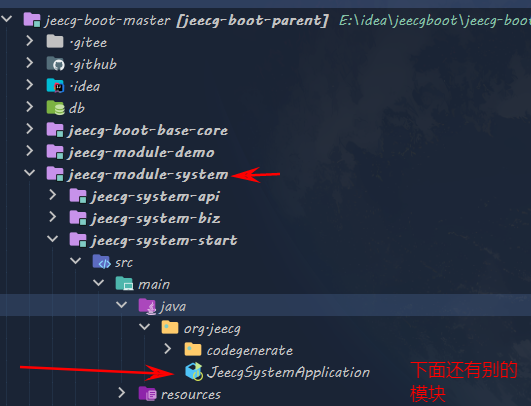 jeecg-boot-master [jeecg-boot-parent] E:\idea\jeecgboot\jeecg-boo
.gitee
.github
.idea
db
jeecg-boot-base-core
jeecg-module-demo
jeecg-module-system
jeecg-system-api
jeecg-system-biz
jeecg-system-start
src
main
java
org.jeecg
codegenerate
JeecgSystemApplication
下面还有别的
模块
resources